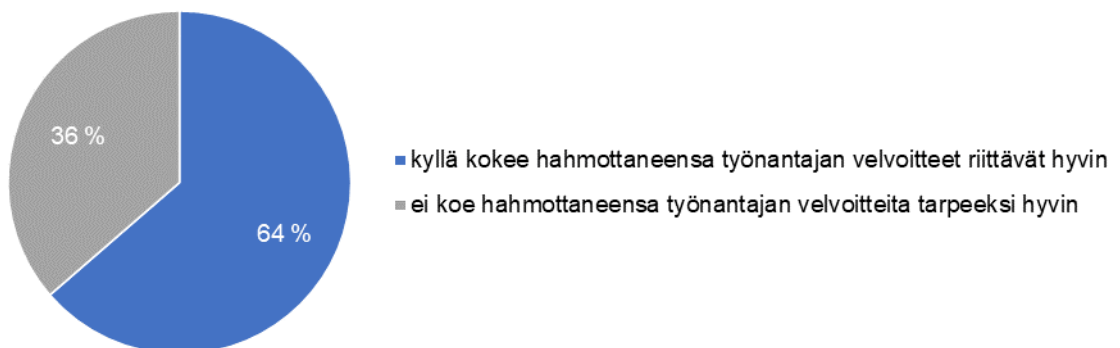 36 %
64 %
kyllä kokee hahmottaneensa työnantajan velvoitteet riittävät hyvin
ei koe hahmottaneensa työnantajan velvoitteita tarpeeksi hyvin